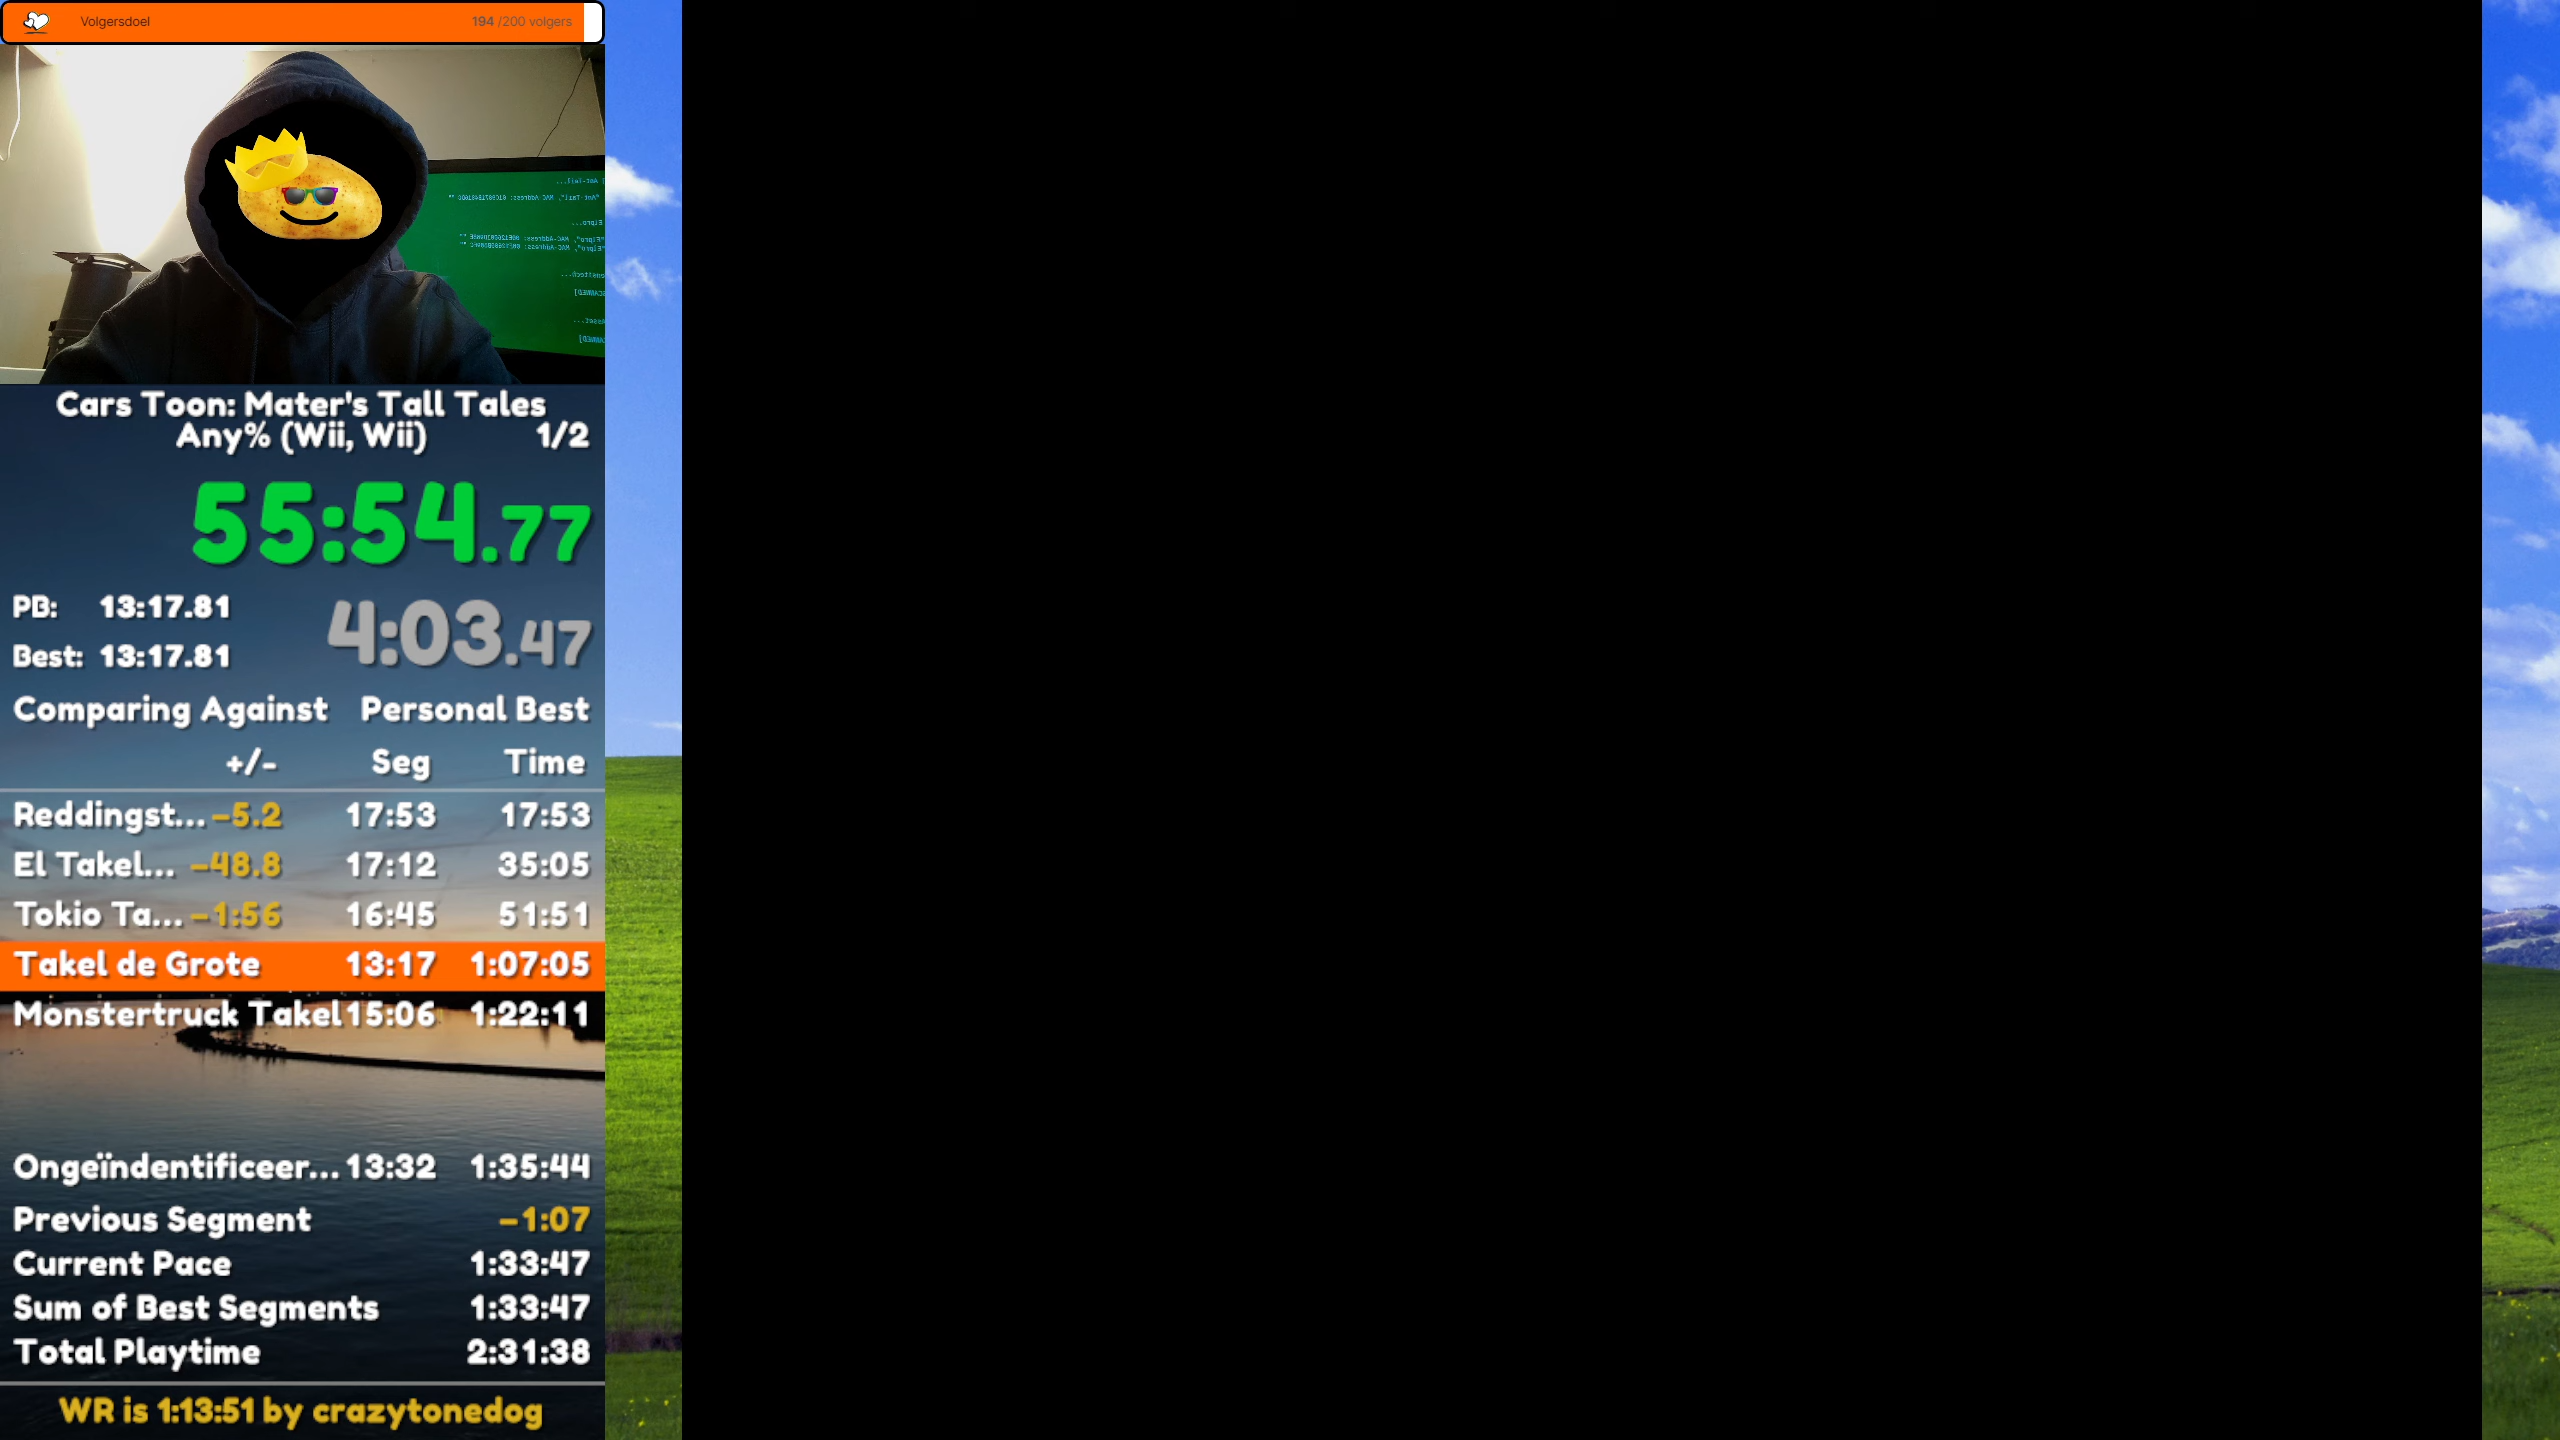 Volgersdoel 194 /200 volgers
Cars Toon: Mater's Tall Tales
Any% (Wii, Wii) 1/2
55:54.77
PB: 13:17.81
4:03.47
Best: 13:17.81
Comparing Against Personal Best
+/- Seg Time
Reddingst... -5.2 17:53 17:53
El Takel... -48.8 17:12 35:05
Tokio Ta... -1:56 16:45 51:51
Takel de Grote 13:17 1:07:05
Monstertruck Takel 15:06 1:22:11
Ongeïndentificeer... 13:32 1:35:44
Previous Segment -1:07
Current Pace 1:33:47
Sum of Best Segments 1:33:47
Total Playtime 2:31:38
WR is 1:13:51 by crazytonedog